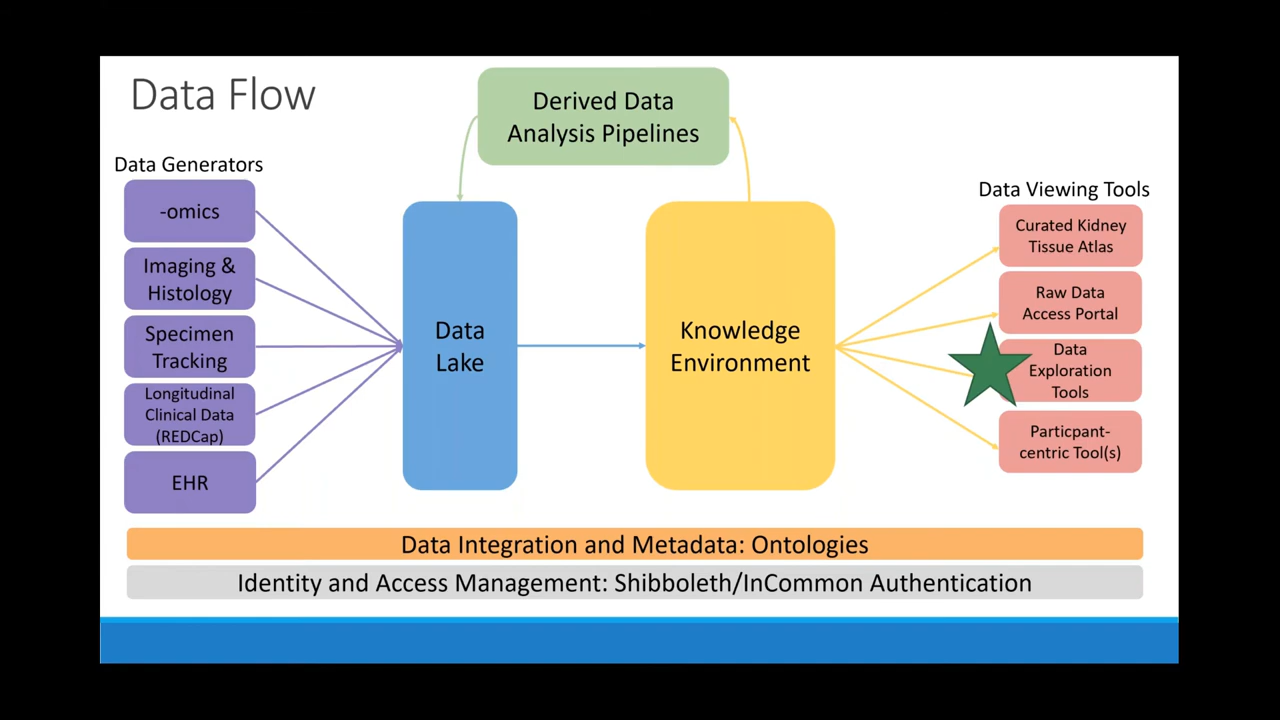 Data Flow
Derived Data
Analysis Pipelines
Data Generators
-omics
Imaging &
Histology
Specimen
Tracking
Longitudinal
Clinical Data
(REDCap)
EHR
Data
Lake
Knowledge
Environment
Data Viewing Tools
Curated Kidney
Tissue Atlas
Raw Data
Access Portal
Data
Exploration
Tools
Particpant-
centric Tool(s)
Data Integration and Metadata: Ontologies
Identity and Access Management: Shibboleth/InCommon Authentication